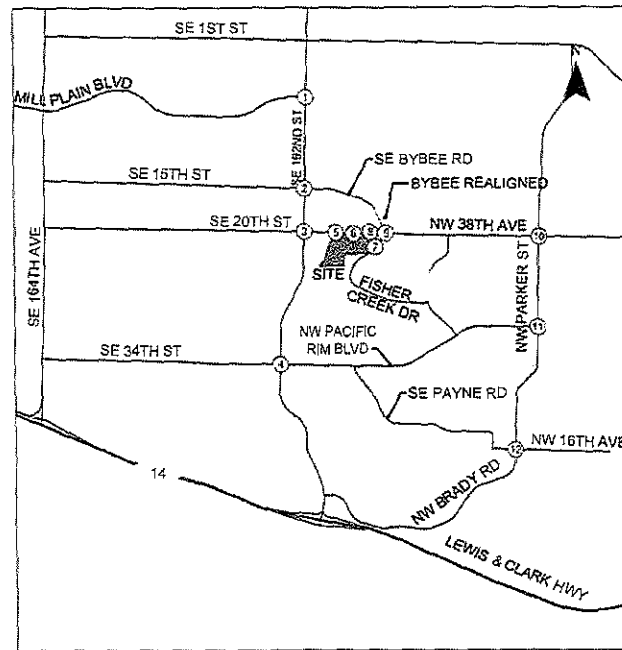 SE 1ST ST
N
MILL PLAIN BLVD
1
SE 192ND ST
SE 15TH ST
2
SE BYBEE RD
BYBEE REALIGNED
SE 20TH ST
3
5
6
8
9
NW 38TH AVE
10
7
SITE
SE 164TH AVE
FISHER
CREEK DR
NW PARKER ST
11
NW PACIFIC
RIM BLVD
SE 34TH ST
4
SE PAYNE RD
12
NW 16TH AVE
14
NW BRADY RD
LEWIS & CLARK HWY